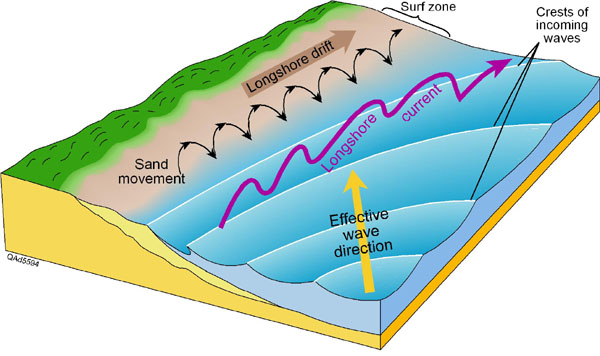 Surf zone
Crests of
incoming
waves
Longshore drift
Sand
movement
Longshore current
Effective
wave
direction
QAd5594